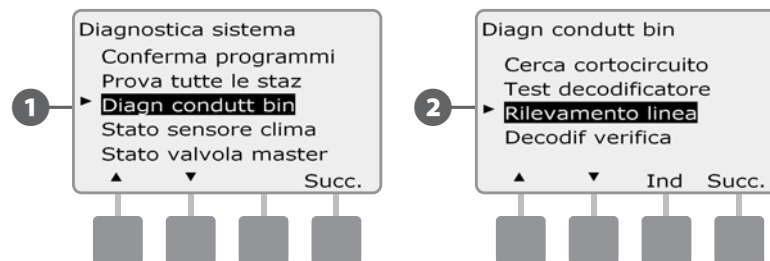 Diagnostica sistema
Conferma programmi
Prova tutte le staz
Diagn condutt bin
Stato sensore clima
Stato valvola master
Succ.
1
Diagn condutt bin
Cerca cortocircuito
Test decodificatore
Rilevamento linea
Decodif verifica
Ind Succ.
2